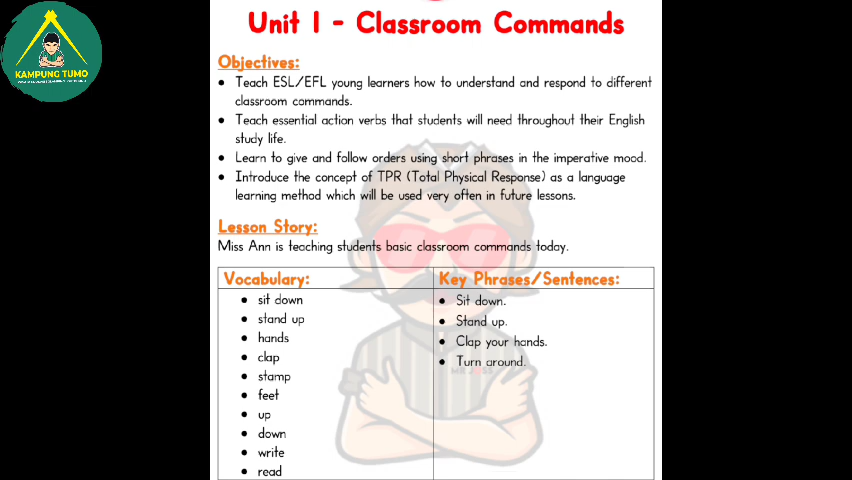 KAMPUNG TUMO
Unit 1 - Classroom Commands
Objectives:
• Teach ESL/EFL young learners how to understand and respond to different
classroom commands.
• Teach essential action verbs that students will need throughout their English
study life.
• Learn to give and follow orders using short phrases in the imperative mood.
• Introduce the concept of TPR (Total Physical Response) as a language
learning method which will be used very often in future lessons.
Lesson Story:
Miss Ann is teaching students basic classroom commands today.
Vocabulary:
• sit down
• stand up
• hands
• clap
• stamp
• feet
• up
• down
• write
• read
Key Phrases/Sentences:
• Sit down.
• Stand up.
• Clap your hands.
• Turn around.